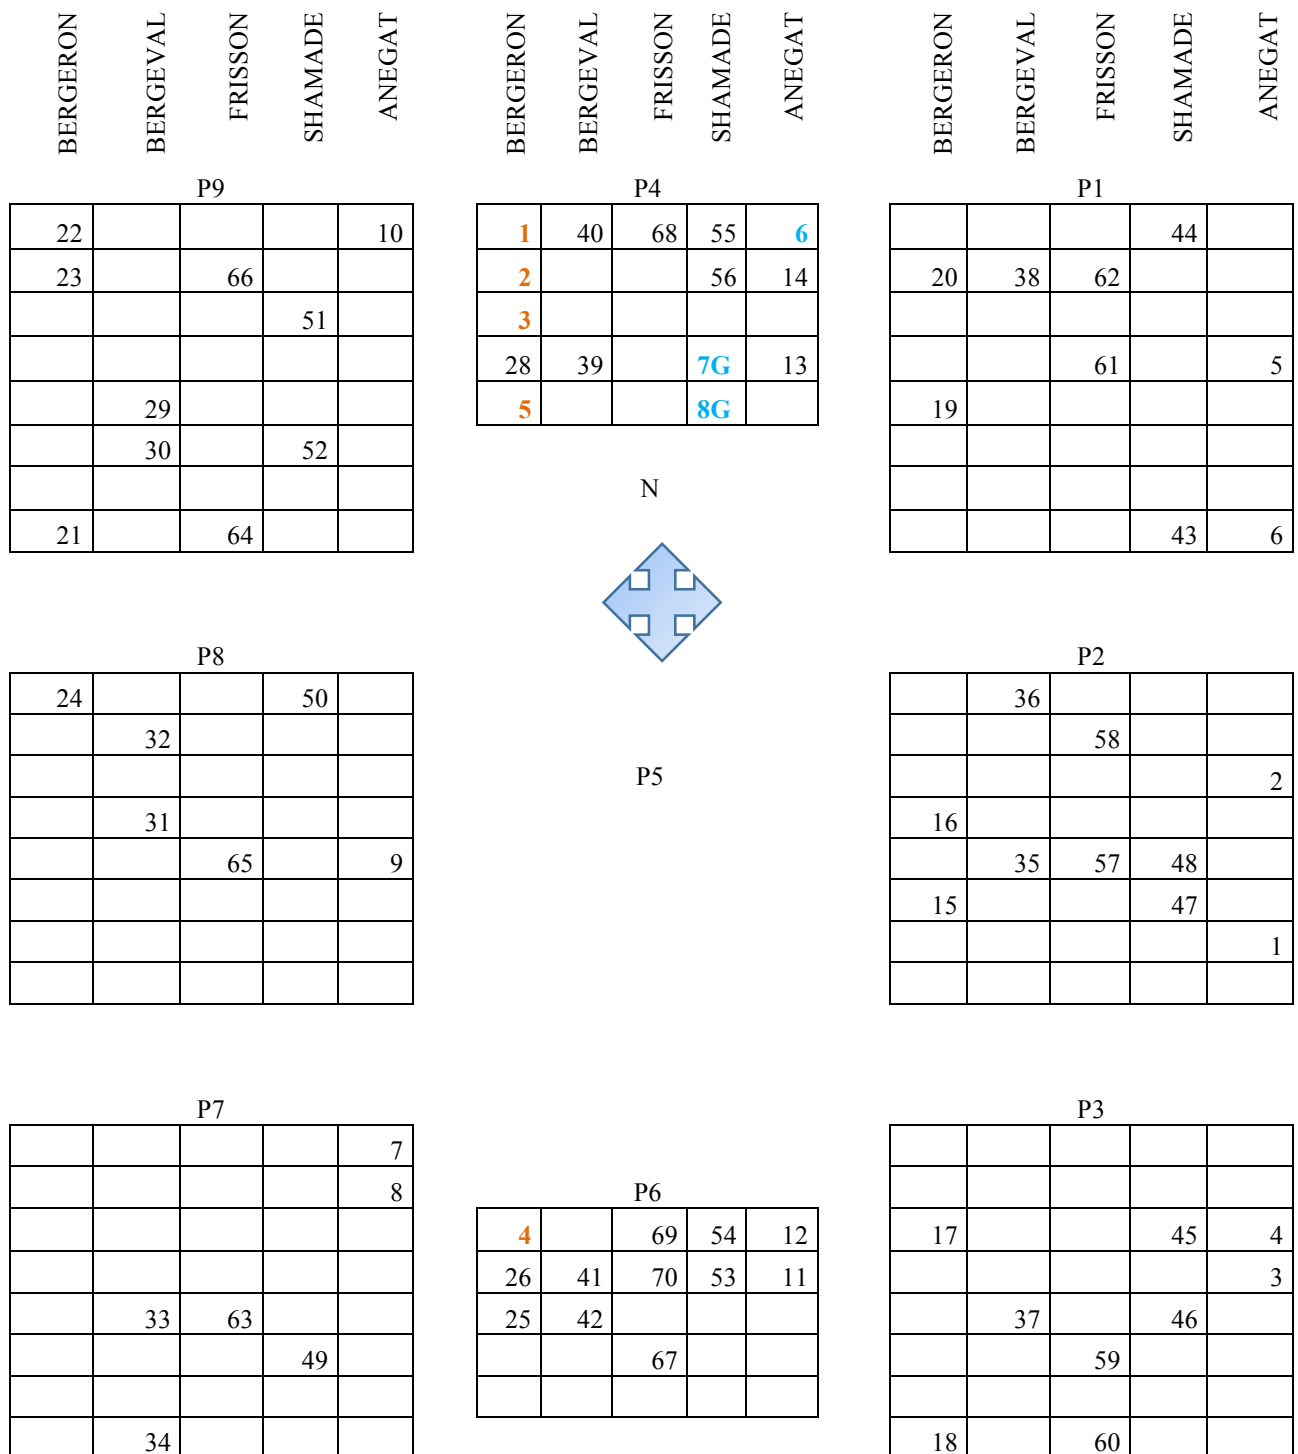 BERGERON BERGEVAL FRISSON SHAMADE ANEGAT BERGERON BERGEVAL FRISSON SHAMADE ANEGAT BERGERON BERGEVAL FRISSON SHAMADE ANEGAT
P9 P4 P1
22 10 1 40 68 55 6 44
23 66 2 56 14 20 38 62
51 3
28 39 7G 13 61 5
29 5 8G 19
30 52
N
21 64 43 6
P8 P2
24 50 36
32 58
P5 2
31 16
65 9 35 57 48
15 47
1
P7 P3
7
8 P6
4 69 54 12 17 45 4
26 41 70 53 11 3
33 63 25 42 37 46
49 67 59
34 18 60